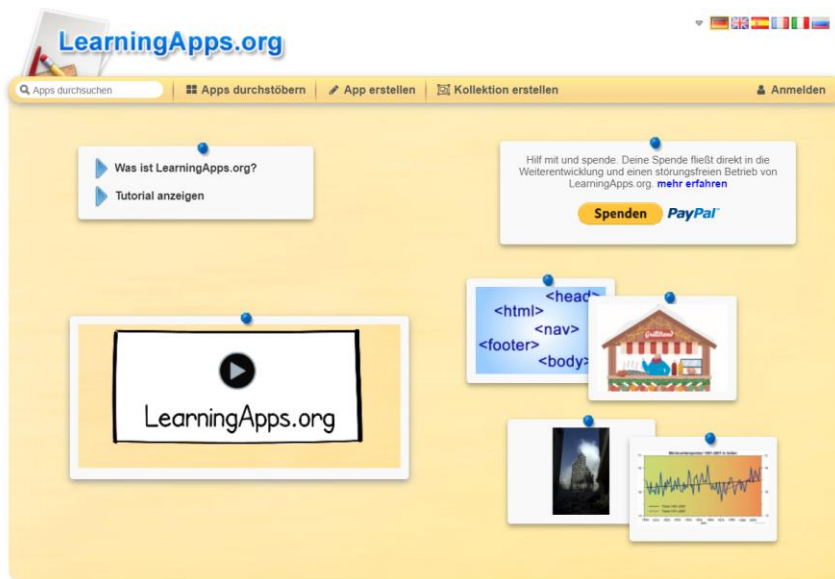 LearningApps.org
Apps durchsuchen
Apps durchstöbern
App erstellen
Kollektion erstellen
Anmelden
Was ist LearningApps.org?
Tutorial anzeigen
Hilf mit und spende. Deine Spende fließt direkt in die
Weiterentwicklung und einen störungsfreien Betrieb von
LearningApps.org. mehr erfahren
Spenden PayPal
LearningApps.org
<head>
<html>
<nav>
<footer>
<body>